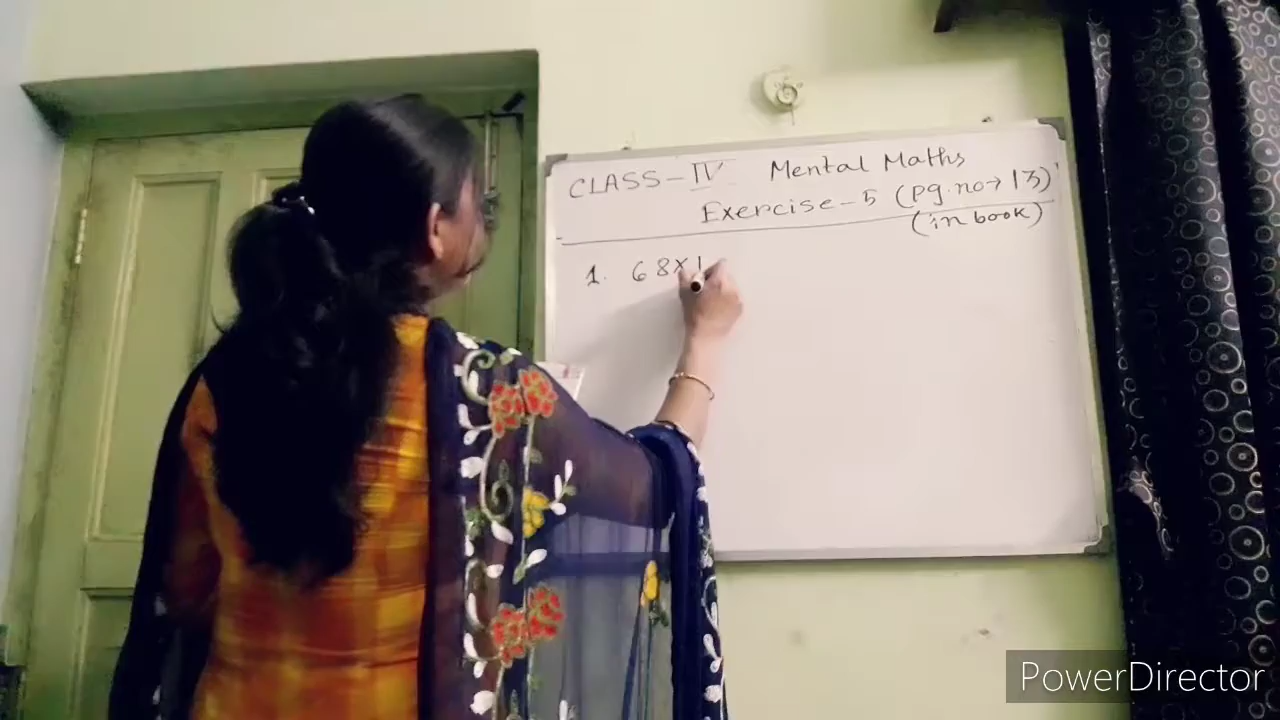 CLASS-IV Mental Maths
Exercise-5 (pg.no→13)
(in book)
1. 68×1
PowerDirector